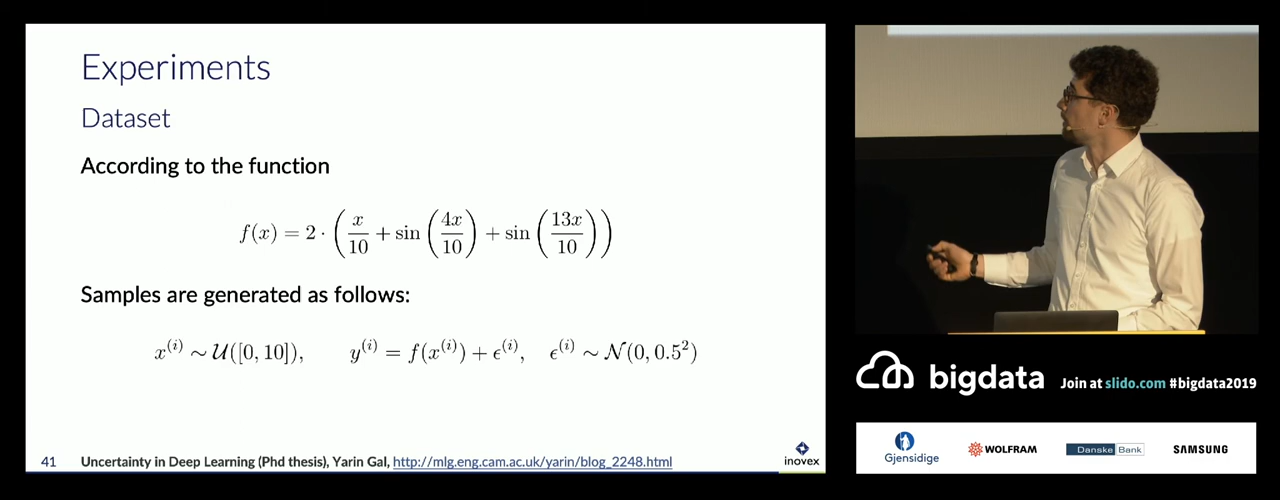 Experiments
Dataset
According to the function
f(x) = 2 · (x/10 + sin(4x/10) + sin(13x/10))
Samples are generated as follows:
x^(i) ∼ U([0, 10]), y^(i) = f(x^(i)) + ϵ^(i), ϵ^(i) ∼ N(0, 0.5²)
41 Uncertainty in Deep Learning (Phd thesis), Yarin Gal, http://mlg.eng.cam.ac.uk/yarin/blog_2248.html
inovex
bigdata Join at slido.com #bigdata2019
Gjensidige WOLFRAM Danske Bank SAMSUNG